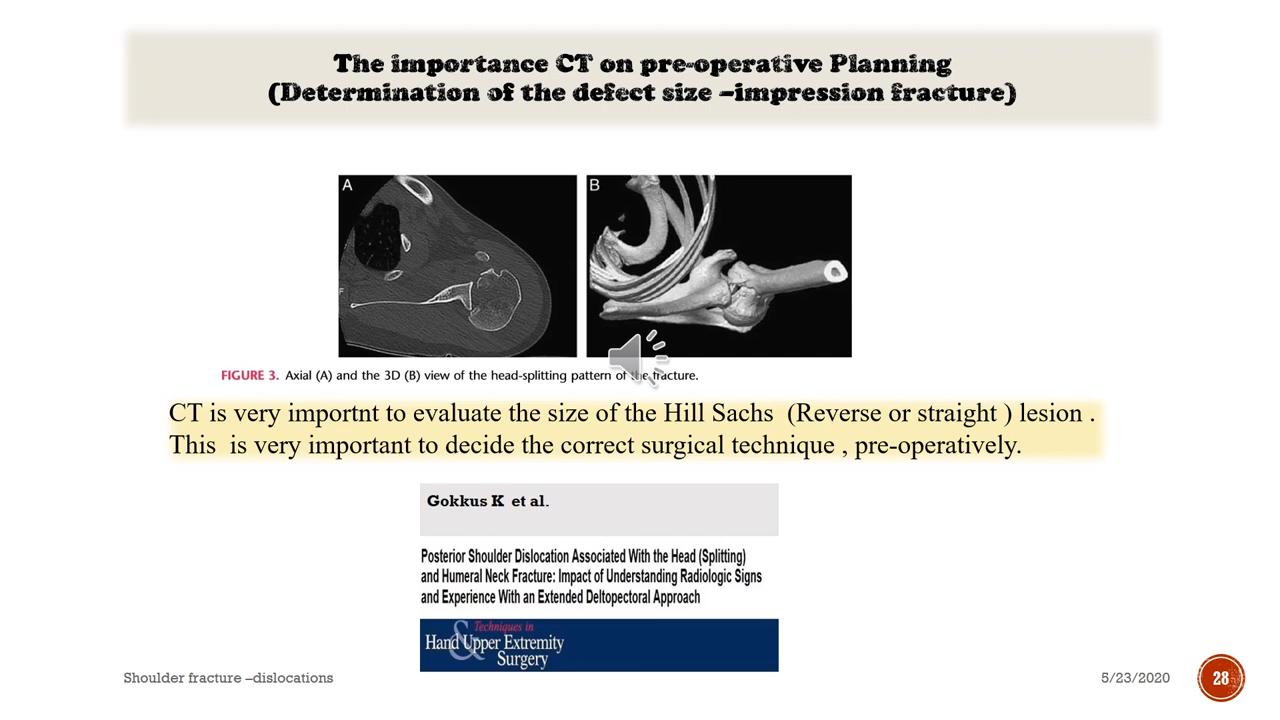 The importance CT on pre-operative Planning
(Determination of the defect size –impression fracture)
A
B
F
FIGURE 3. Axial (A) and the 3D (B) view of the head-splitting pattern of the fracture.
CT is very importnt to evaluate the size of the Hill Sachs (Reverse or straight ) lesion .
This is very important to decide the correct surgical technique , pre-operatively.
Gokkus K et al.
Posterior Shoulder Dislocation Associated With the Head (Splitting)
and Humeral Neck Fracture: Impact of Understanding Radiologic Signs
and Experience With an Extended Deltopectoral Approach
Techniques in
Hand & Upper Extremity
Surgery
Shoulder fracture –dislocations
5/23/2020
28